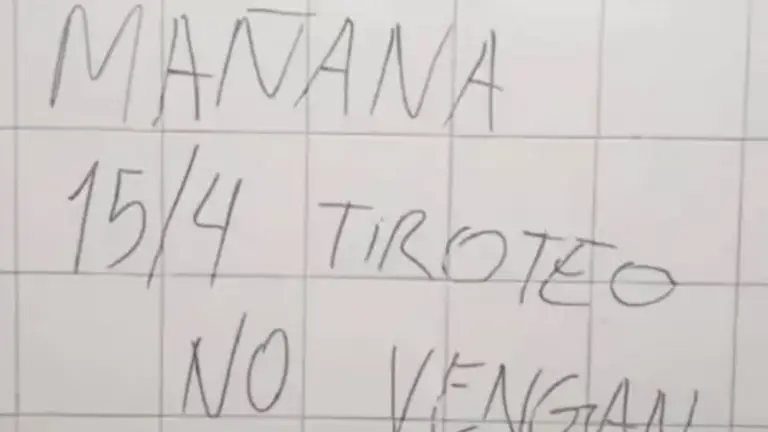 MAÑANA
15/4 TIROTEO
NO VENGAN